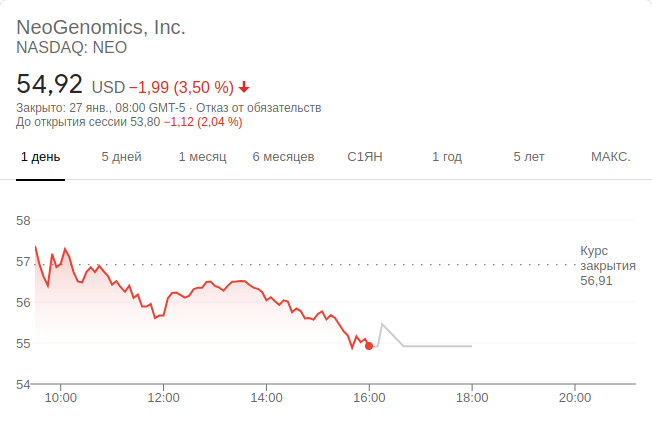 NeoGenomics, Inc.
NASDAQ: NEO
54,92 USD −1,99 (3,50 %)
Закрыто: 27 янв., 08:00 GMT-5 · Отказ от обязательств
До открытия сессии 53,80 −1,12 (2,04 %)
1 день 5 дней 1 месяц 6 месяцев С1ЯН 1 год 5 лет МАКС.
58
57
56
55
54
Курс
закрытия
56,91
10:00 12:00 14:00 16:00 18:00 20:00